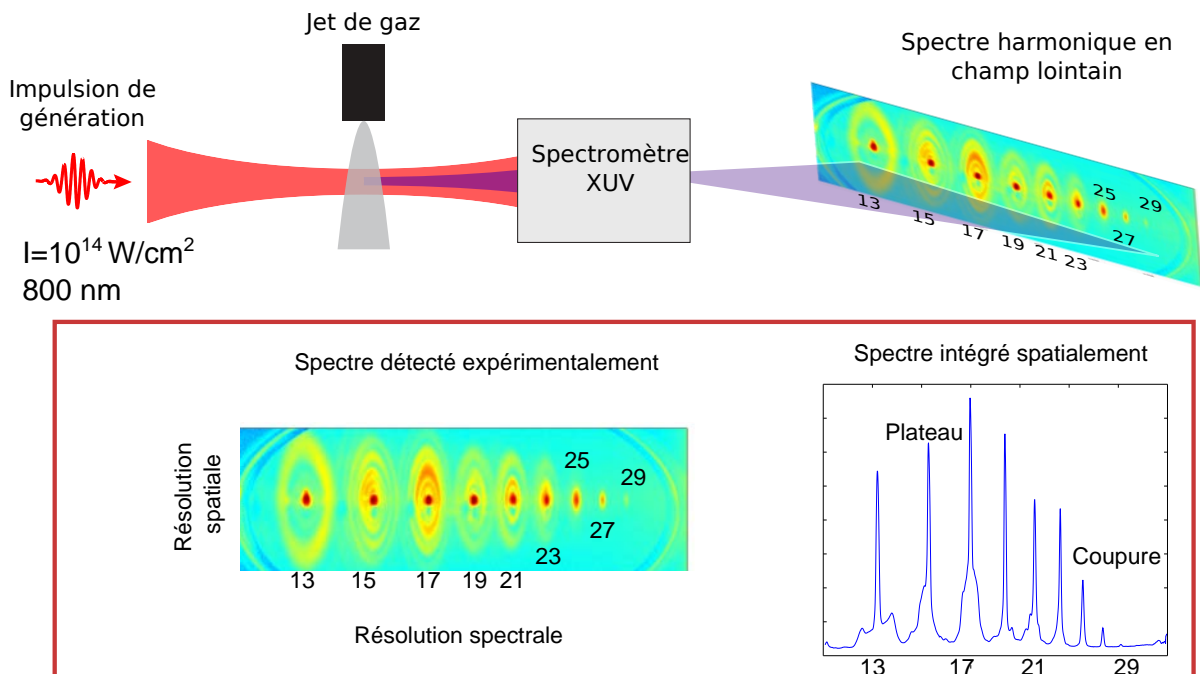 Jet de gaz
Impulsion de
génération
Spectromètre
XUV
Spectre harmonique en
champ lointain
25
29
13
15
17
19
21
23
27
I=10¹⁴ W/cm²
800 nm
Spectre détecté expérimentalement
Résolution
spatiale
25
29
27
23
13 15 17 19 21
Résolution spectrale
Spectre intégré spatialement
Plateau
Coupure
13 17 21 29